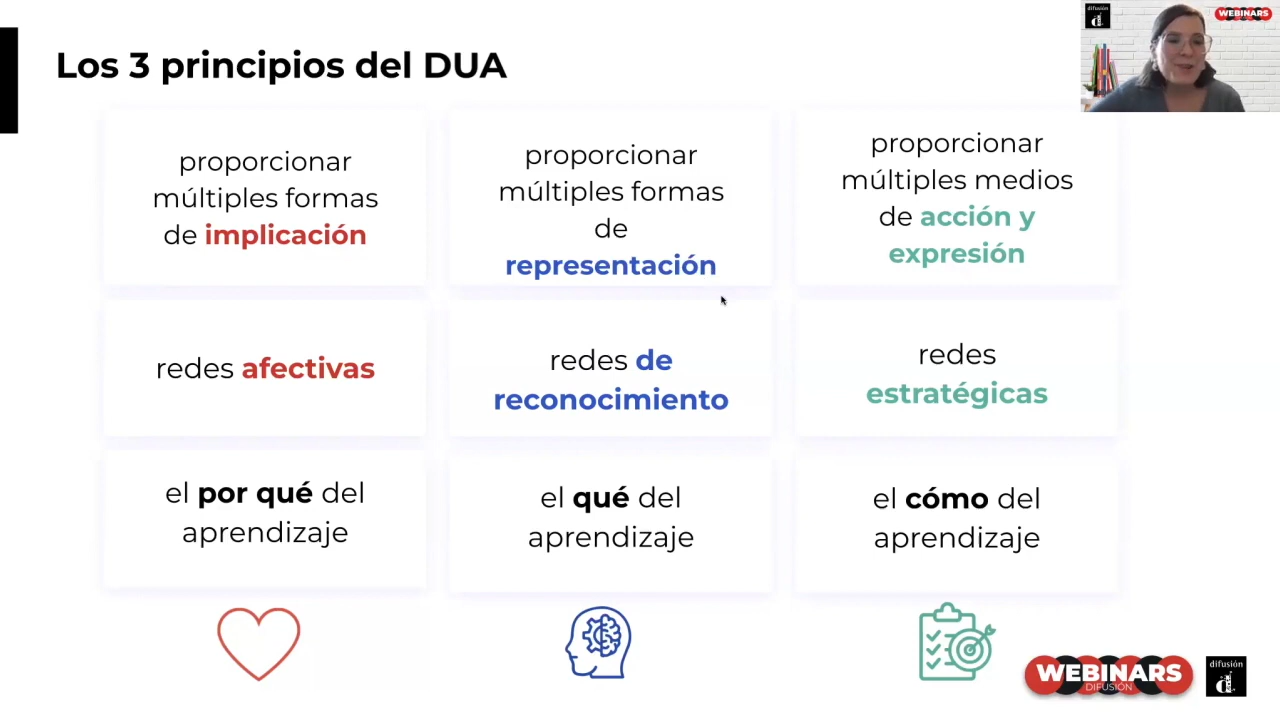 Los 3 principios del DUA
difusión
WEBINARS
proporcionar
múltiples formas
de implicación
proporcionar
múltiples formas
de
representación
proporcionar
múltiples medios
de acción y
expresión
redes afectivas
redes de
reconocimiento
redes
estratégicas
el por qué del
aprendizaje
el qué del
aprendizaje
el cómo del
aprendizaje
WEBINARS
DIFUSIÓN
difusión